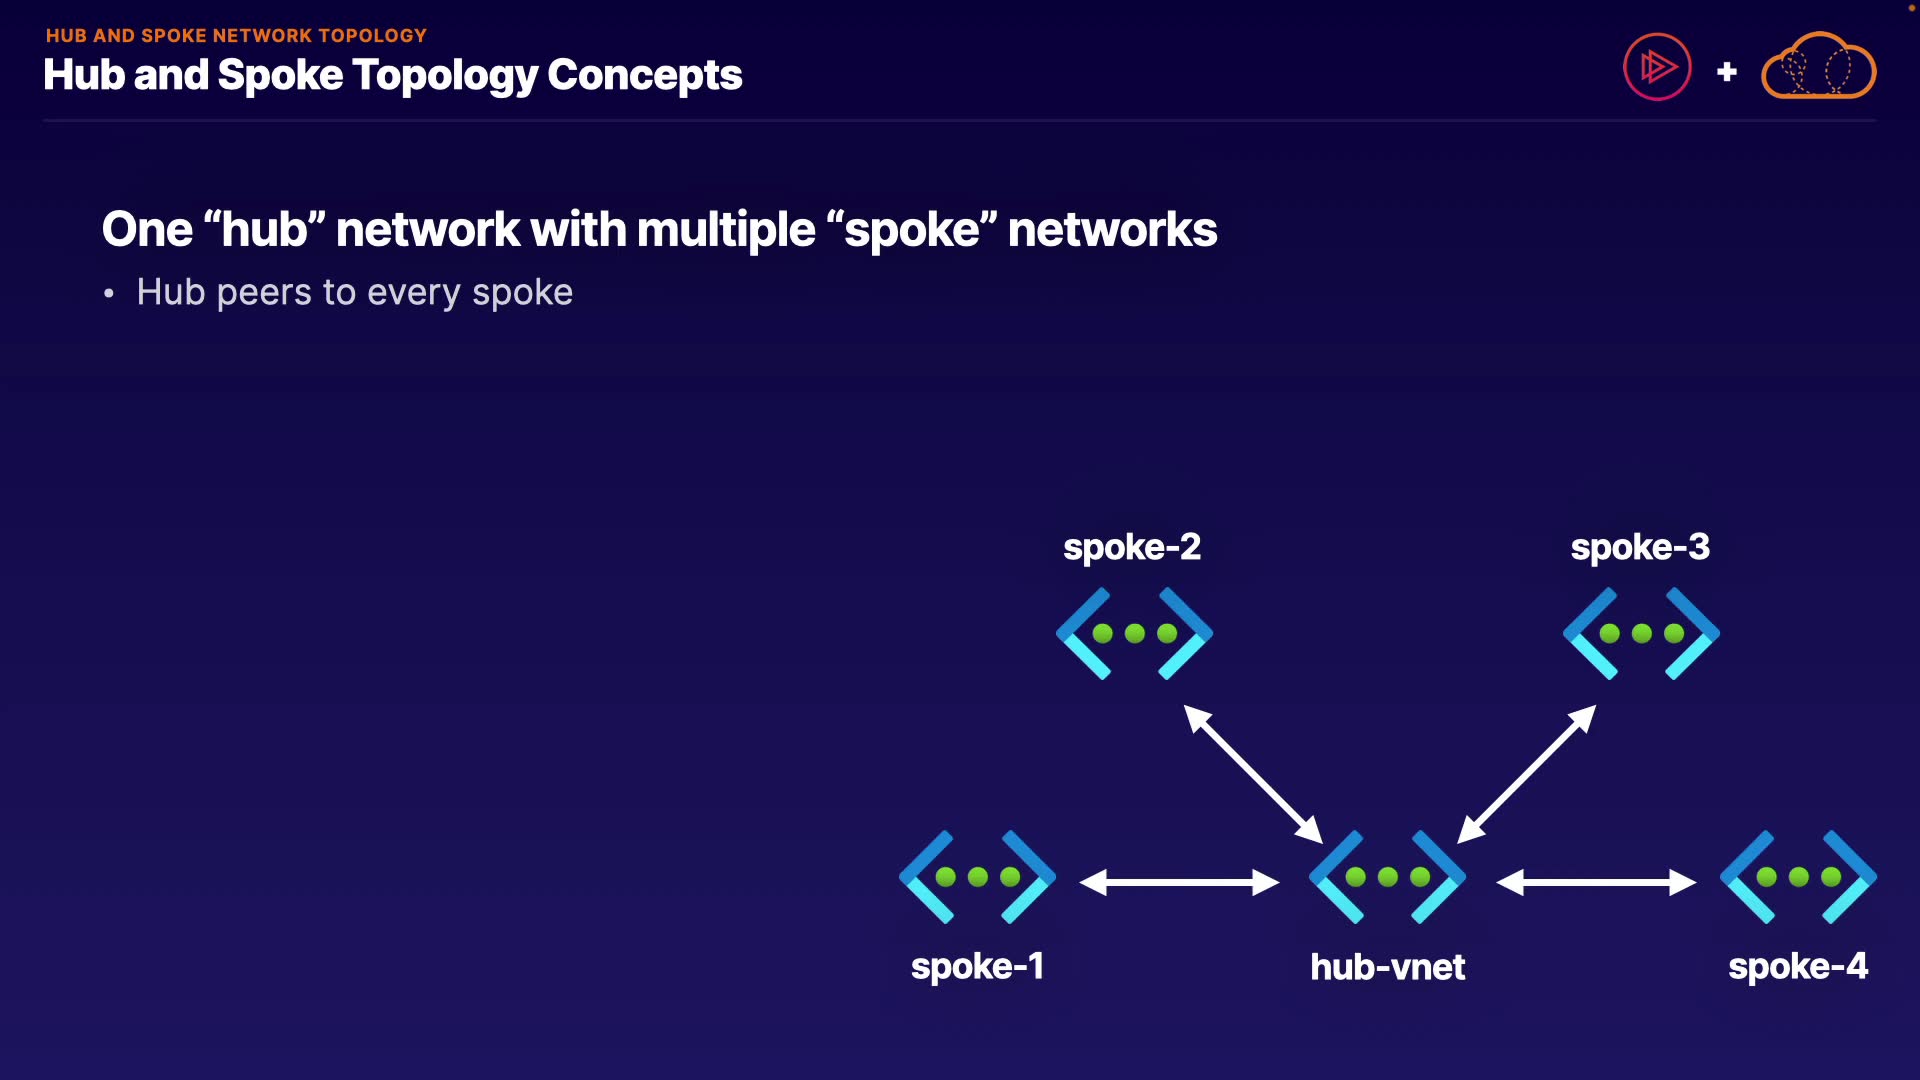 HUB AND SPOKE NETWORK TOPOLOGY
Hub and Spoke Topology Concepts
+
One “hub” network with multiple “spoke” networks
• Hub peers to every spoke
spoke-2
spoke-3
spoke-1
hub-vnet
spoke-4